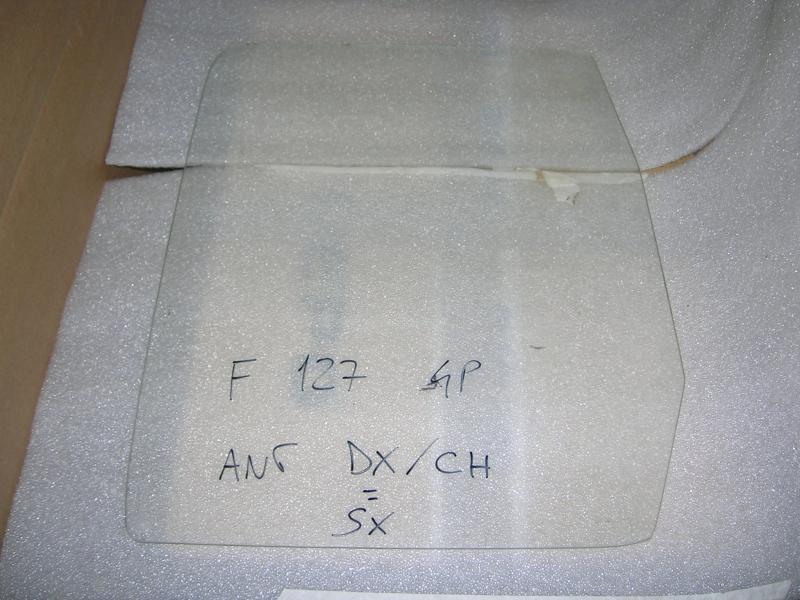 F 127 4P
ANT DX/CH
=
SX